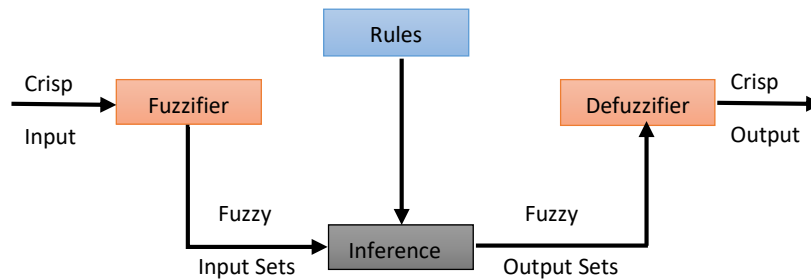 Rules
Crisp
Input
Fuzzifier
Defuzzifier
Crisp
Output
Fuzzy
Input Sets
Inference
Fuzzy
Output Sets